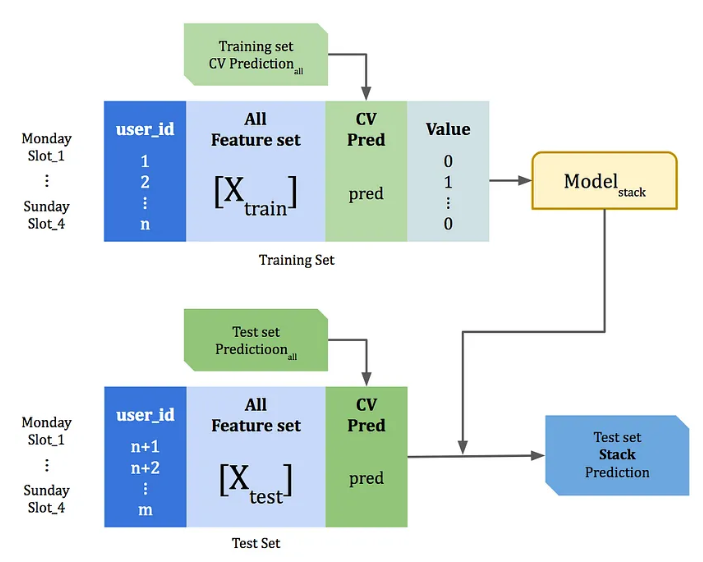 Training set
CV Prediction all
Monday
Slot_1
⋮
Sunday
Slot_4
user_id
1
2
⋮
n
All
Feature set
[X train]
CV
Pred
pred
Value
0
1
⋮
0
Model stack
Training Set
Test set
Predictioon all
Monday
Slot_1
⋮
Sunday
Slot_4
user_id
n+1
n+2
⋮
m
All
Feature set
[X test]
CV
Pred
pred
Test set
Stack
Prediction
Test Set